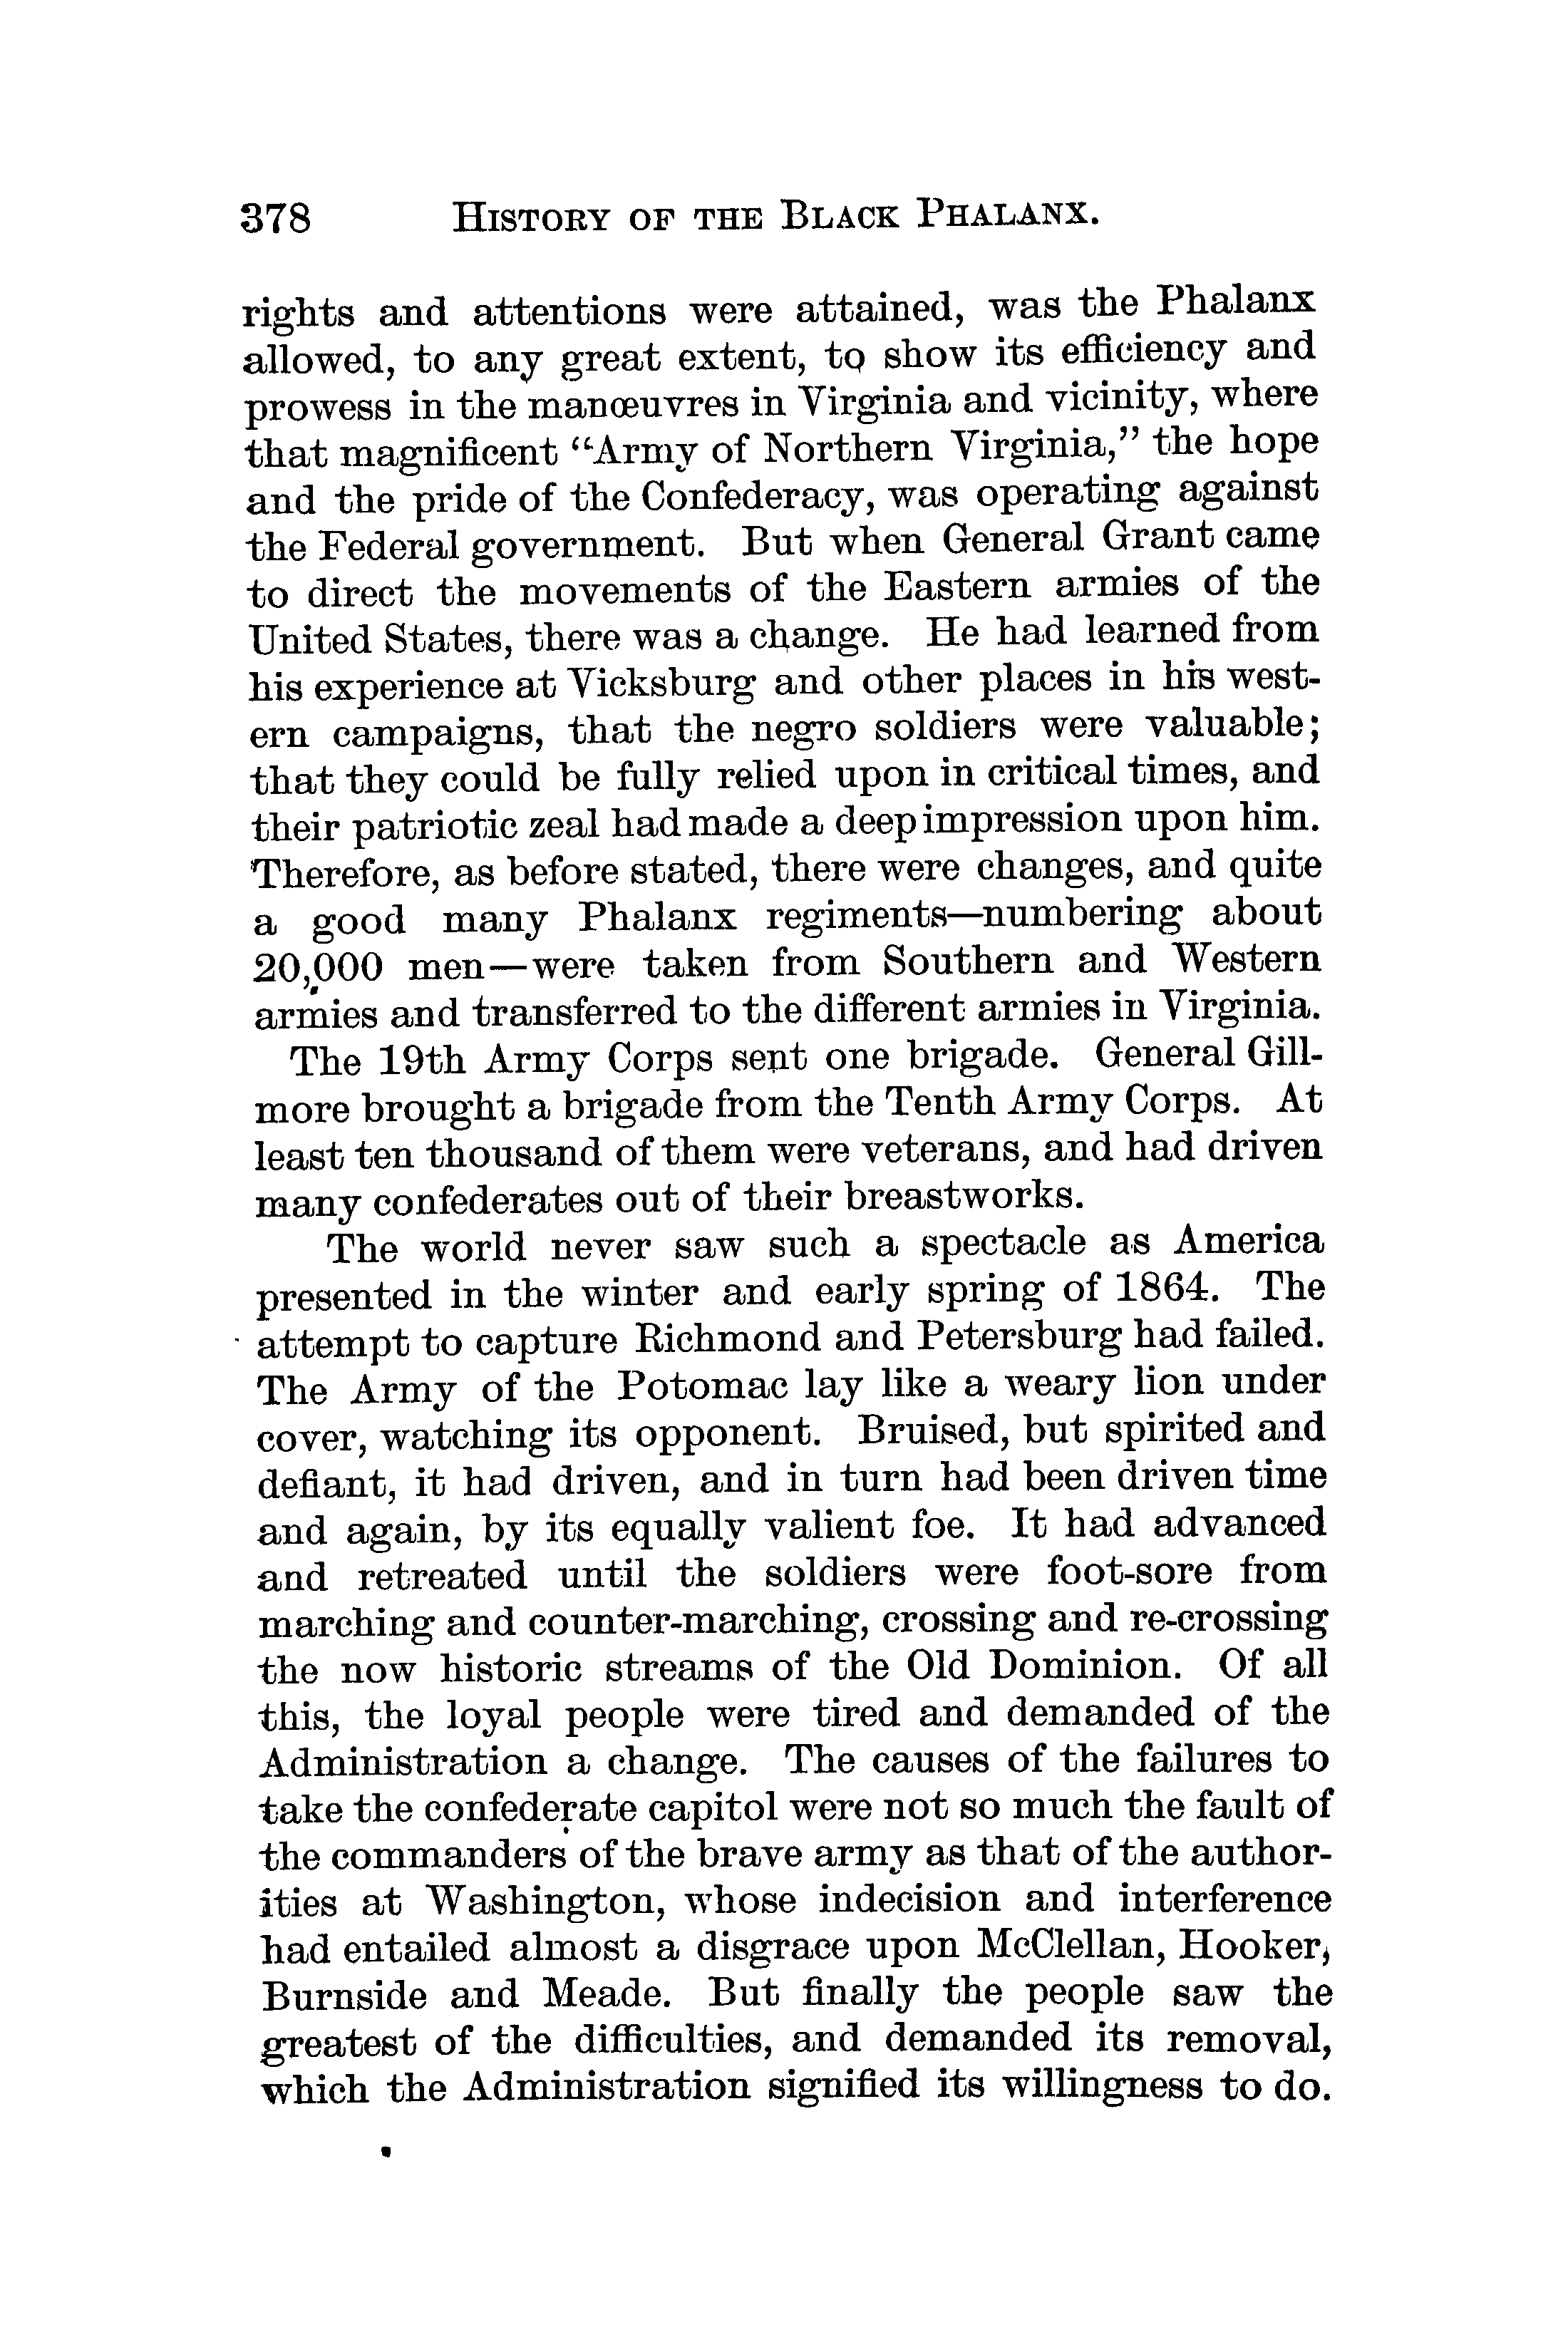 378 HISTORY OF THE BLACK PHALANX.
rights and attentions were attained, was the Phalanx
allowed, to any great extent, to show its efficiency and
prowess in the manœuvres in Virginia and vicinity, where
that magnificent “Army of Northern Virginia,” the hope
and the pride of the Confederacy, was operating against
the Federal government. But when General Grant came
to direct the movements of the Eastern armies of the
United States, there was a change. He had learned from
his experience at Vicksburg and other places in his west-
ern campaigns, that the negro soldiers were valuable;
that they could be fully relied upon in critical times, and
their patriotic zeal had made a deep impression upon him.
Therefore, as before stated, there were changes, and quite
a good many Phalanx regiments—numbering about
20,000 men—were taken from Southern and Western
armies and transferred to the different armies in Virginia.
The 19th Army Corps sent one brigade. General Gill-
more brought a brigade from the Tenth Army Corps. At
least ten thousand of them were veterans, and had driven
many confederates out of their breastworks.
The world never saw such a spectacle as America
presented in the winter and early spring of 1864. The
attempt to capture Richmond and Petersburg had failed.
The Army of the Potomac lay like a weary lion under
cover, watching its opponent. Bruised, but spirited and
defiant, it had driven, and in turn had been driven time
and again, by its equally valient foe. It had advanced
and retreated until the soldiers were foot-sore from
marching and counter-marching, crossing and re-crossing
the now historic streams of the Old Dominion. Of all
this, the loyal people were tired and demanded of the
Administration a change. The causes of the failures to
take the confederate capitol were not so much the fault of
the commanders of the brave army as that of the author-
ities at Washington, whose indecision and interference
had entailed almost a disgrace upon McClellan, Hooker,
Burnside and Meade. But finally the people saw the
greatest of the difficulties, and demanded its removal,
which the Administration signified its willingness to do.